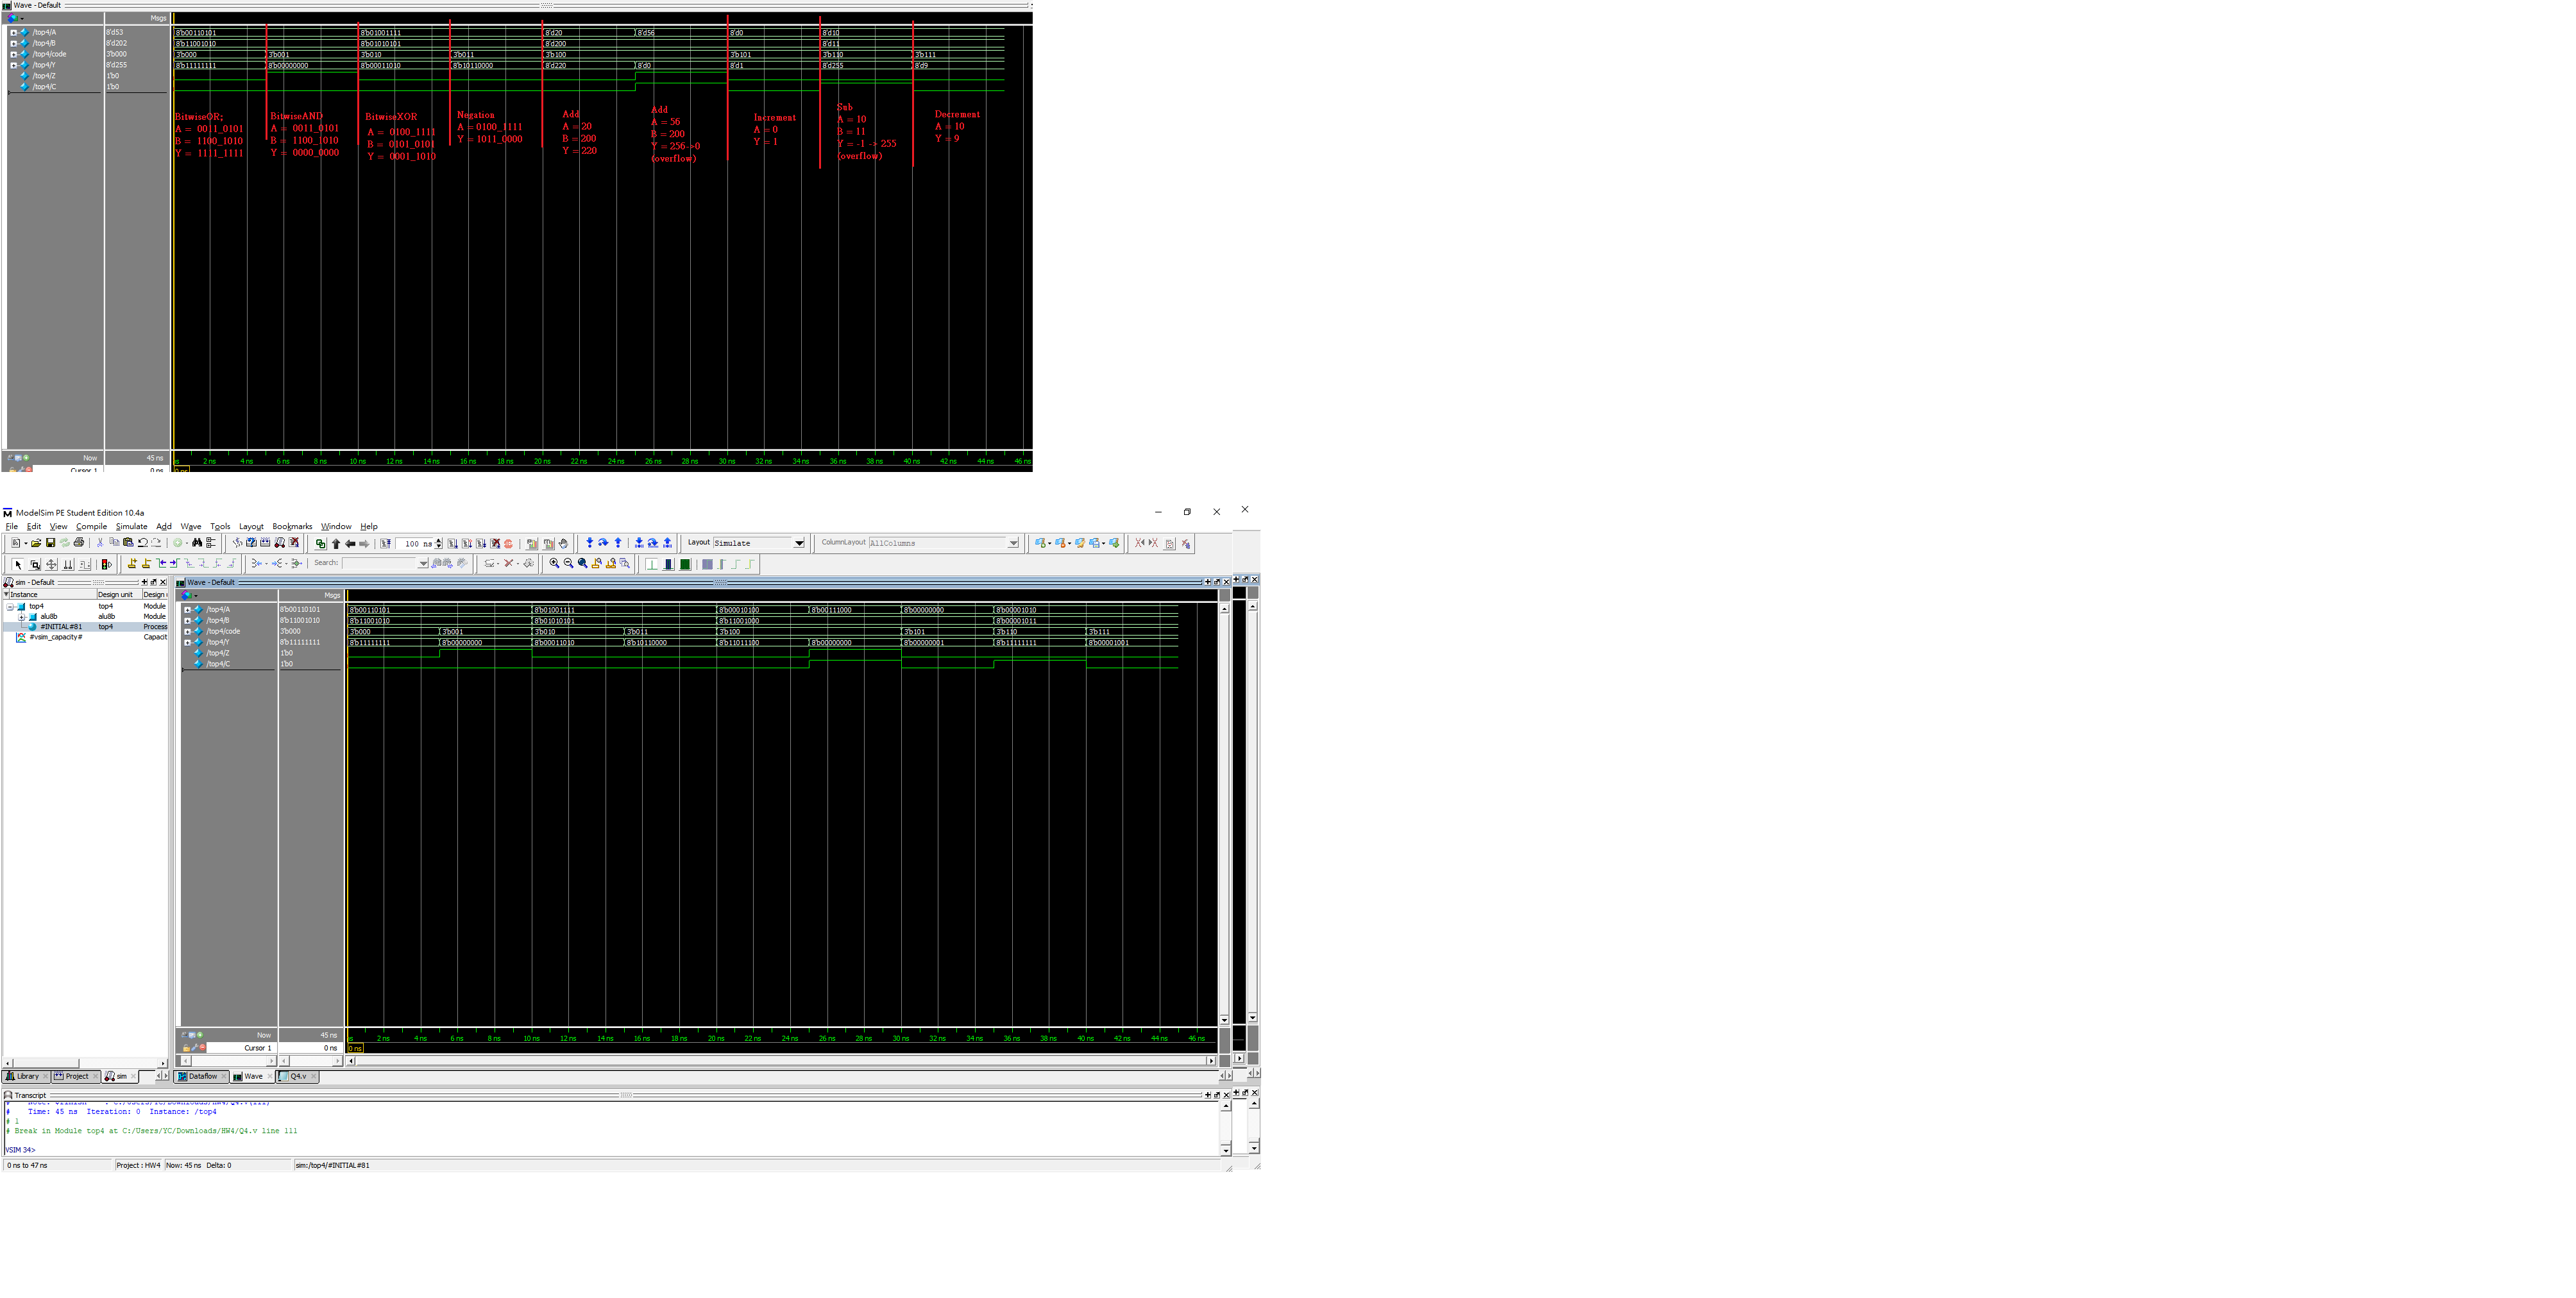 Wave - Default
Msgs
/top4/A 8'd53 8'b00110101 8'b01001111 8'd20 8'd56 8'd0 8'd10
/top4/B 8'd202 8'b11001010 8'b01010101 8'd200 8'd11
/top4/code 3'b000 3'b000 3'b001 3'b010 3'b011 3'b100 3'b101 3'b110 3'b111
/top4/Y 8'd255 8'b11111111 8'b00000000 8'b00011010 8'b10110000 8'd220 8'd0 8'd1 8'd255 8'd9
/top4/Z 1'b0
/top4/C 1'b0
BitwiseOR;
A = 0011_0101
B = 1100_1010
Y = 1111_1111
BitwiseAND
A = 0011_0101
B = 1100_1010
Y = 0000_0000
BitwiseXOR
A = 0100_1111
B = 0101_0101
Y = 0001_1010
Negation
A = 0100_1111
Y = 1011_0000
Add
A = 20
B = 200
Y = 220
Add
A = 56
B = 200
Y = 256->0
(overflow)
Increment
A = 0
Y = 1
Sub
A = 10
B = 11
Y = -1 -> 255
(overflow)
Decrement
A = 10
Y = 9
Now 45 ns 2 ns 4 ns 6 ns 8 ns 10 ns 12 ns 14 ns 16 ns 18 ns 20 ns 22 ns 24 ns 26 ns 28 ns 30 ns 32 ns 34 ns 36 ns 38 ns 40 ns 42 ns 44 ns 46 ns
Cursor 1 0 ns 0 ns
ModelSim PE Student Edition 10.4a
File Edit View Compile Simulate Add Wave Tools Layout Bookmarks Window Help
100 ns Layout Simulate ColumnLayout AllColumns
Search:
sim - Default
Instance Design unit Design u
top4 top4 Module
alu8b alu8b Module
#INITIAL#81 top4 Process
#vsim_capacity# Capacit
Wave - Default
Msgs
/top4/A 8'b00110101 8'b00110101 8'b01001111 8'b00010100 8'b00111000 8'b00000000 8'b00001010
/top4/B 8'b11001010 8'b11001010 8'b01010101 8'b11001000 8'b00001011
/top4/code 3'b000 3'b000 3'b001 3'b010 3'b011 3'b100 3'b101 3'b110 3'b111
/top4/Y 8'b11111111 8'b11111111 8'b00000000 8'b00011010 8'b10110000 8'b11011100 8'b00000000 8'b00000001 8'b11111111 8'b00001001
/top4/Z 1'b0
/top4/C 1'b0
Now 45 ns 2 ns 4 ns 6 ns 8 ns 10 ns 12 ns 14 ns 16 ns 18 ns 20 ns 22 ns 24 ns 26 ns 28 ns 30 ns 32 ns 34 ns 36 ns 38 ns 40 ns 42 ns 44 ns 46 ns
Cursor 1 0 ns 0 ns
Library Project sim Dataflow Wave Q4.v
Transcript
# Time: 45 ns Iteration: 0 Instance: /top4
# 1
# Break in Module top4 at C:/Users/YC/Downloads/HW4/Q4.v line 111
VSIM 34>
0 ns to 47 ns Project : HW4 Now: 45 ns Delta: 0 sim:/top4/#INITIAL#81